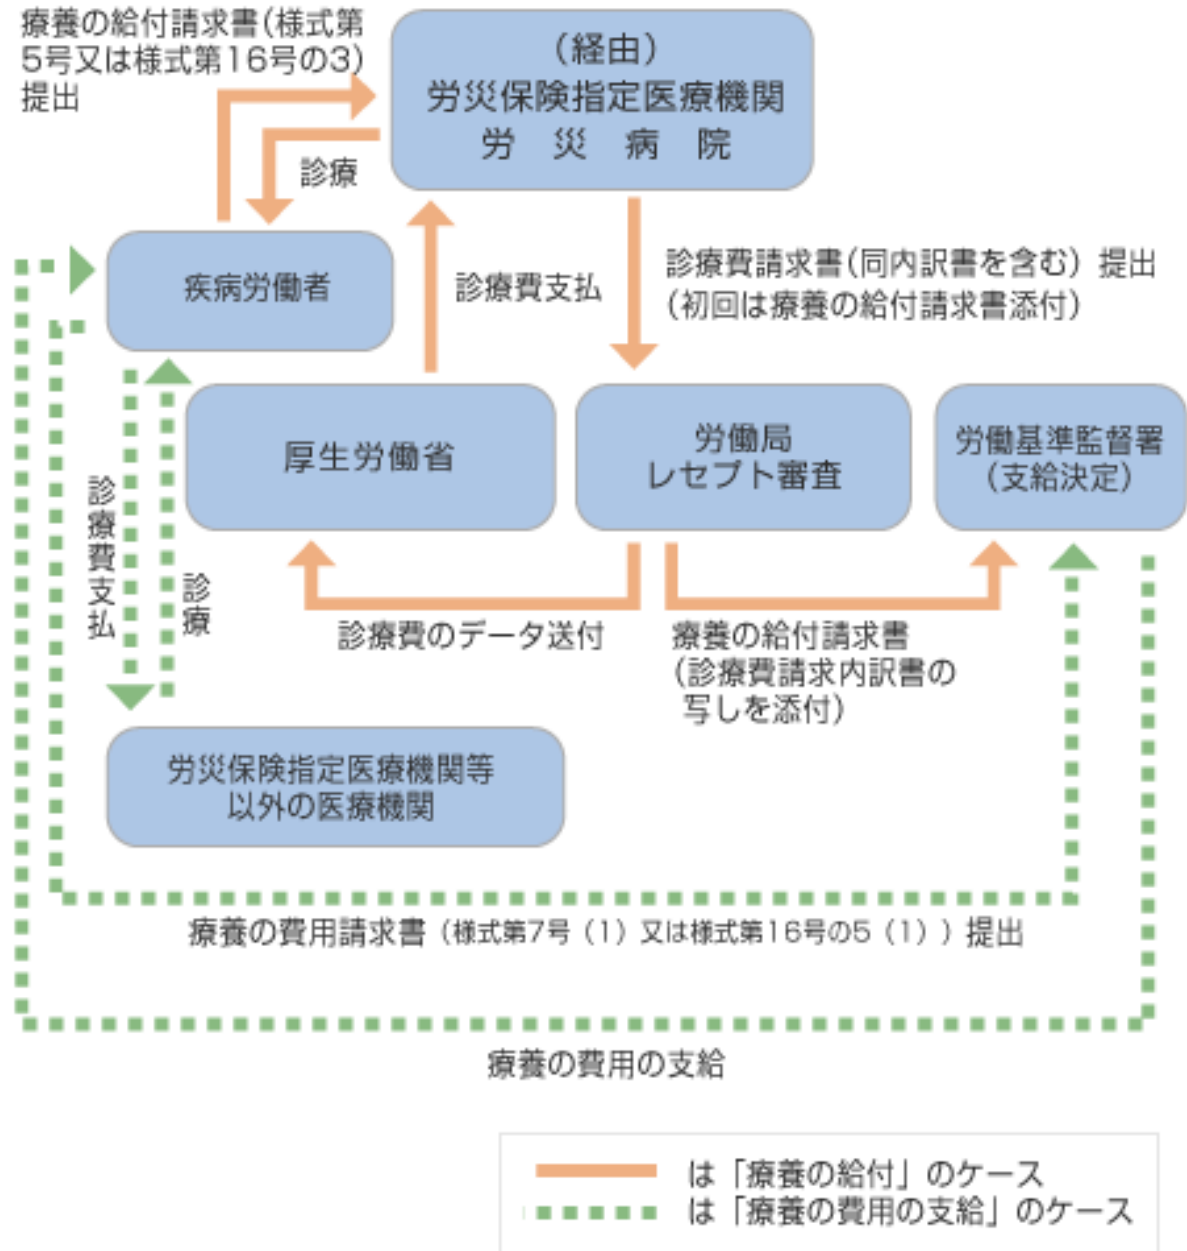 療養の給付請求書(様式第
5号又は様式第16号の3)
提出
(経由)
労災保険指定医療機関
労　災　病　院
診療
疾病労働者
診療費支払
診療費請求書(同内訳書を含む)提出
(初回は療養の給付請求書添付)
厚生労働省
労働局
レセプト審査
労働基準監督署
(支給決定)
診療費支払
診療
診療費のデータ送付
療養の給付請求書
(診療費請求内訳書の
写しを添付)
労災保険指定医療機関等
以外の医療機関
療養の費用請求書(様式第7号(1)又は様式第16号の5(1))提出
療養の費用の支給
は「療養の給付」のケース
は「療養の費用の支給」のケース